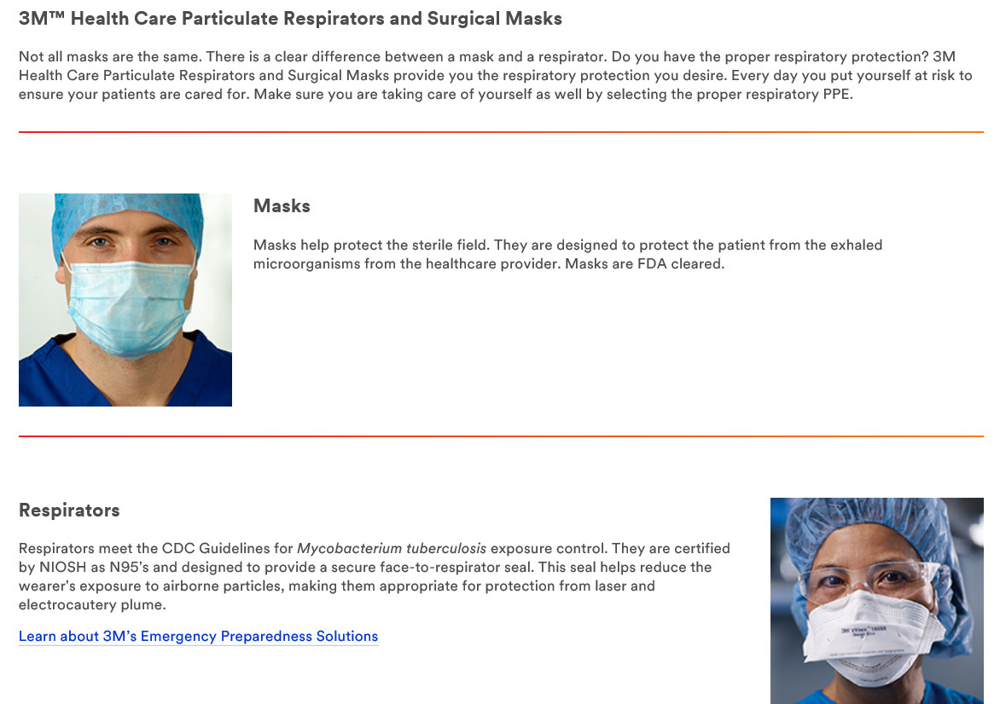 3M™ Health Care Particulate Respirators and Surgical Masks
Not all masks are the same. There is a clear difference between a mask and a respirator. Do you have the proper respiratory protection? 3M
Health Care Particulate Respirators and Surgical Masks provide you the respiratory protection you desire. Every day you put yourself at risk to
ensure your patients are cared for. Make sure you are taking care of yourself as well by selecting the proper respiratory PPE.
Masks
Masks help protect the sterile field. They are designed to protect the patient from the exhaled
microorganisms from the healthcare provider. Masks are FDA cleared.
Respirators
Respirators meet the CDC Guidelines for Mycobacterium tuberculosis exposure control. They are certified
by NIOSH as N95's and designed to provide a secure face-to-respirator seal. This seal helps reduce the
wearer's exposure to airborne particles, making them appropriate for protection from laser and
electrocautery plume.
Learn about 3M’s Emergency Preparedness Solutions
3M